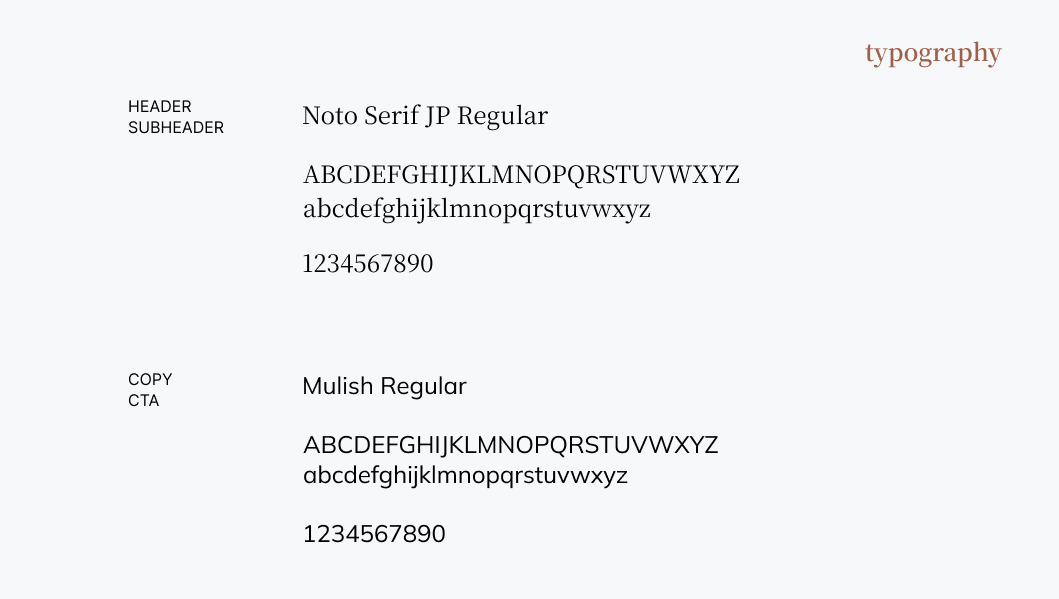 typography
HEADER
SUBHEADER
Noto Serif JP Regular
ABCDEFGHIJKLMNOPQRSTUVWXYZ
abcdefghijklmnopqrstuvwxyz
1234567890
COPY
CTA
Mulish Regular
ABCDEFGHIJKLMNOPQRSTUVWXYZ
abcdefghijklmnopqrstuvwxyz
1234567890